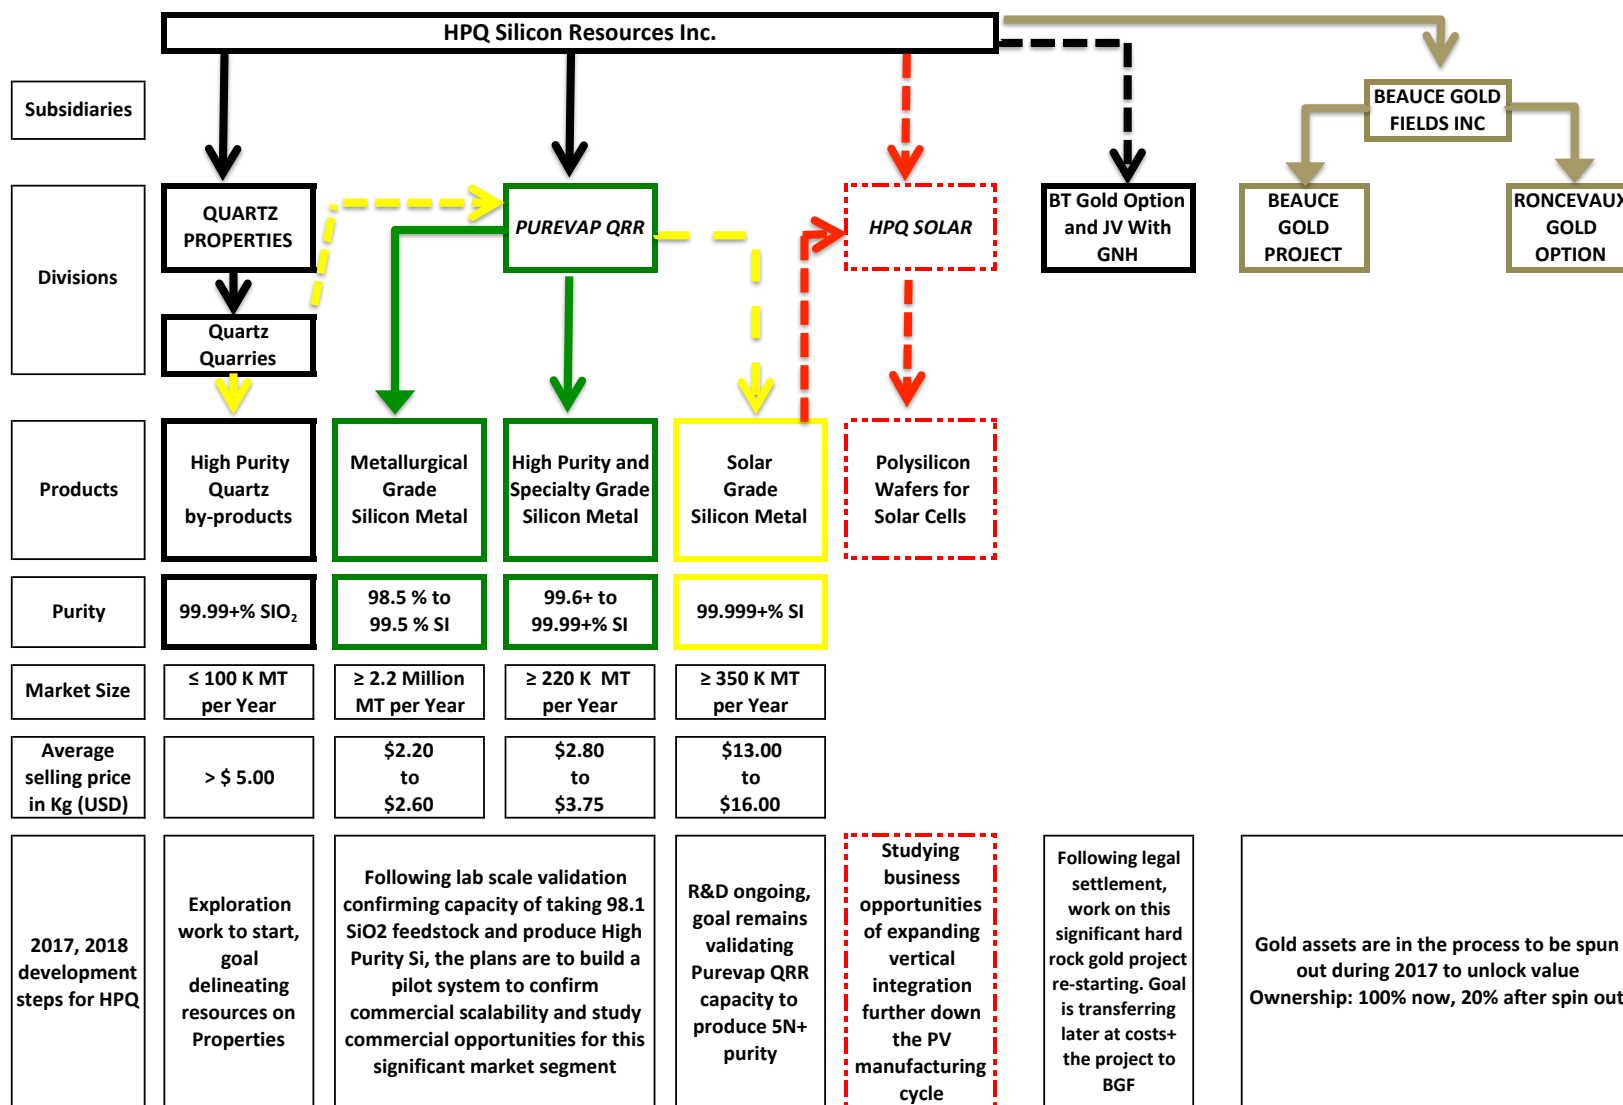 HPQ Silicon Resources Inc.
Subsidiaries
BEAUCE GOLD
FIELDS INC
Divisions
QUARTZ
PROPERTIES
PUREVAP QRR
HPQ SOLAR
BT Gold Option
and JV With
GNH
BEAUCE
GOLD
PROJECT
RONCEVAUX
GOLD
OPTION
Quartz
Quarries
Products
High Purity
Quartz
by-products
Metallurgical
Grade
Silicon Metal
High Purity and
Specialty Grade
Silicon Metal
Solar
Grade
Silicon Metal
Polysilicon
Wafers for
Solar Cells
Purity
99.99+% SIO₂
98.5 % to
99.5 % SI
99.6+ to
99.99+% SI
99.999+% SI
Market Size
≤ 100 K MT
per Year
≥ 2.2 Million
MT per Year
≥ 220 K MT
per Year
≥ 350 K MT
per Year
Average
selling price
in Kg (USD)
> $ 5.00
$2.20
to
$2.60
$2.80
to
$3.75
$13.00
to
$16.00
2017, 2018
development
steps for HPQ
Exploration
work to start,
goal
delineating
resources on
Properties
Following lab scale validation
confirming capacity of taking 98.1
SiO2 feedstock and produce High
Purity Si, the plans are to build a
pilot system to confirm
commercial scalability and study
commercial opportunities for this
significant market segment
R&D ongoing,
goal remains
validating
Purevap QRR
capacity to
produce 5N+
purity
Studying
business
opportunities
of expanding
vertical
integration
further down
the PV
manufacturing
cycle
Following legal
settlement,
work on this
significant hard
rock gold project
re-starting. Goal
is transferring
later at costs+
the project to
BGF
Gold assets are in the process to be spun
out during 2017 to unlock value
Ownership: 100% now, 20% after spin out